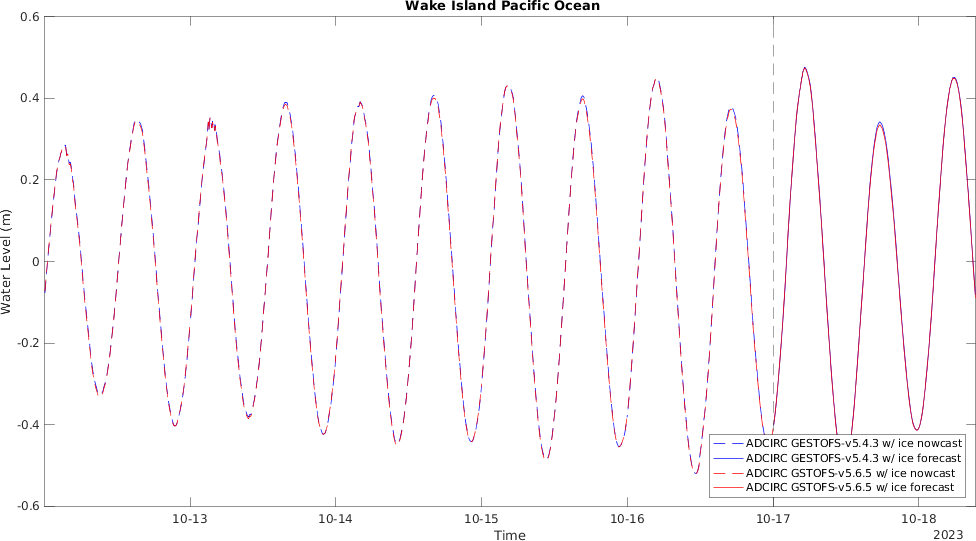 Wake Island Pacific Ocean
0.6
0.4
0.2
0
-0.2
-0.4
-0.6
Water Level (m)
ADCIRC GESTOFS-v5.4.3 w/ ice nowcast
ADCIRC GESTOFS-v5.4.3 w/ ice forecast
ADCIRC GSTOFS-v5.6.5 w/ ice nowcast
ADCIRC GSTOFS-v5.6.5 w/ ice forecast
10-13 10-14 10-15 10-16 10-17 10-18
Time
2023